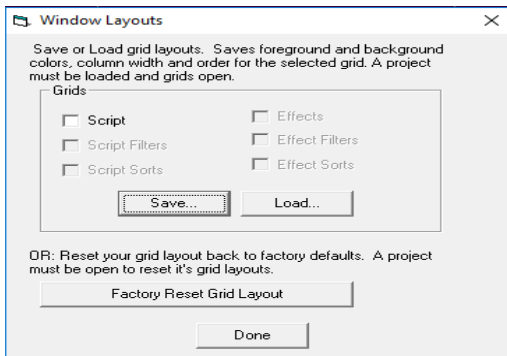 Window Layouts
Save or Load grid layouts. Saves foreground and background
colors, column width and order for the selected grid. A project
must be loaded and grids open.
Grids
Script
Effects
Script Filters
Effect Filters
Script Sorts
Effect Sorts
Save...
Load...
OR: Reset your grid layout back to factory defaults. A project
must be open to reset it's grid layouts.
Factory Reset Grid Layout
Done